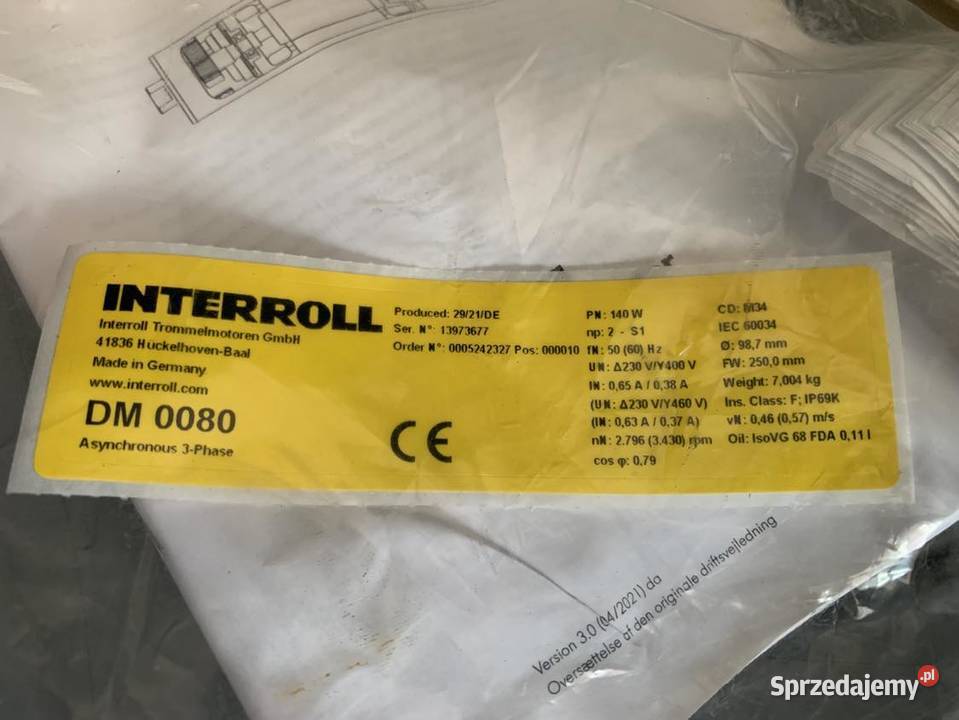 INTERROLL
Interroll Trommelmotoren GmbH
41836 Hückelhoven-Baal
Made in Germany
www.interroll.com
DM 0080
Asynchronous 3-Phase
Produced: 29/21/DE
Ser. N°: 13973677
Order N°: 0005242327 Pos: 000010
CE
PN: 140 W
np: 2 - S1
fN: 50 (60) Hz
UN: Δ230 V/Y400 V
IN: 0,65 A / 0,38 A
(UN: Δ230 V/Y460 V)
(IN: 0,63 A / 0,37 A)
nN: 2.796 (3.430) rpm
cos φ: 0,79
CD: 8134
IEC 60034
Ø: 98,7 mm
FW: 250,0 mm
Weight: 7,004 kg
Ins. Class: F; IP69K
vN: 0,46 (0,57) m/s
Oil: IsoVG 68 FDA 0,11 l
Version 3.0 (04/2021) da
Oversættelse af den originale driftsvejledning
Sprzedajemy.pl